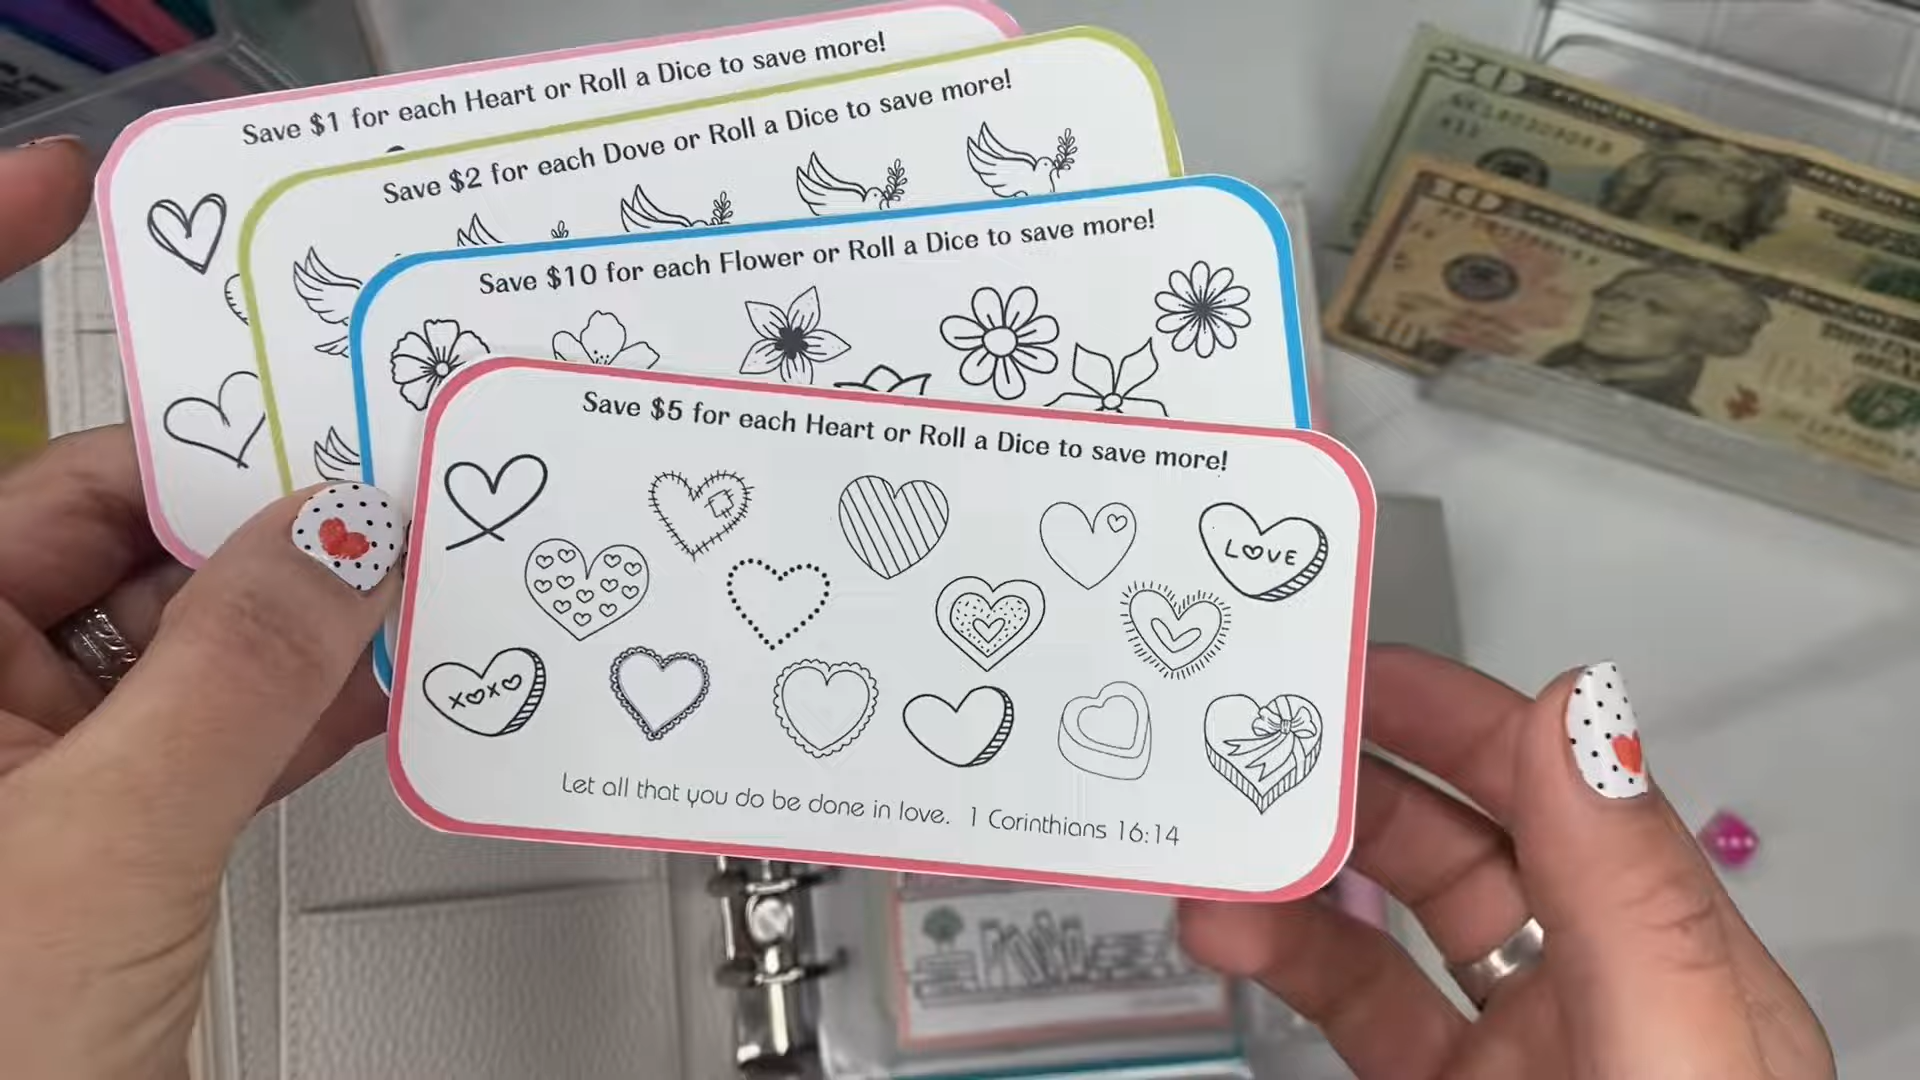 Save $1 for each Heart or Roll a Dice to save more!
Save $2 for each Dove or Roll a Dice to save more!
Save $10 for each Flower or Roll a Dice to save more!
Save $5 for each Heart or Roll a Dice to save more!
LOVE
XOXO
Let all that you do be done in love. 1 Corinthians 16:14
20
10